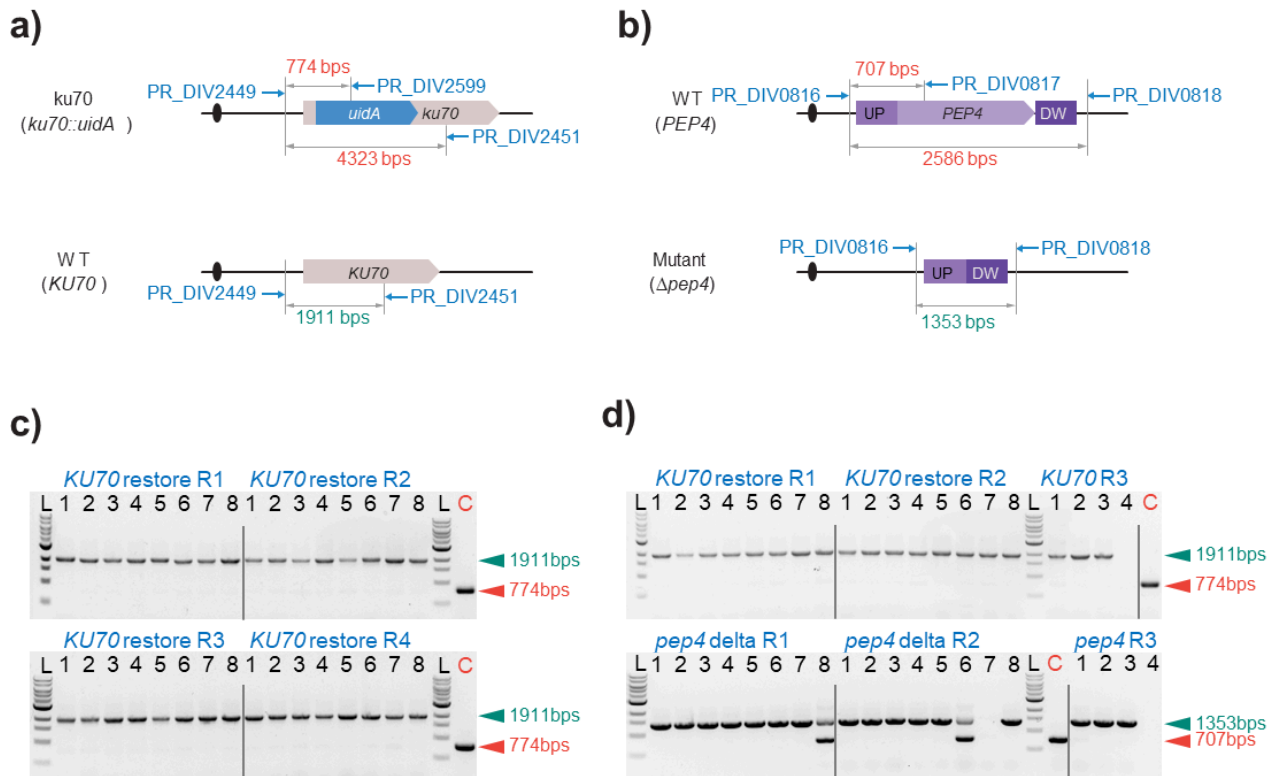 a)
774 bps
PR_DIV2449
PR_DIV2599
ku70
(ku70::uidA )
uidA
ku70
PR_DIV2451
4323 bps
W T
(KU70 )
KU70
PR_DIV2449
PR_DIV2451
1911 bps
b)
707 bps
PR_DIV0816
PR_DIV0817
PR_DIV0818
WT
(PEP4)
UP
PEP4
DW
2586 bps
PR_DIV0816
PR_DIV0818
Mutant
(Δpep4)
UP
DW
1353 bps
c)
KU70 restore R1 KU70 restore R2
L 1 2 3 4 5 6 7 8 1 2 3 4 5 6 7 8 L C
1911bps
774bps
KU70 restore R3 KU70 restore R4
L 1 2 3 4 5 6 7 8 1 2 3 4 5 6 7 8 L C
1911bps
774bps
d)
KU70 restore R1 KU70 restore R2 KU70 R3
L 1 2 3 4 5 6 7 8 1 2 3 4 5 6 7 8 L 1 2 3 4 C
1911bps
774bps
pep4 delta R1 pep4 delta R2 pep4 R3
L 1 2 3 4 5 6 7 8 1 2 3 4 5 6 7 8 L C 1 2 3 4
1353bps
707bps